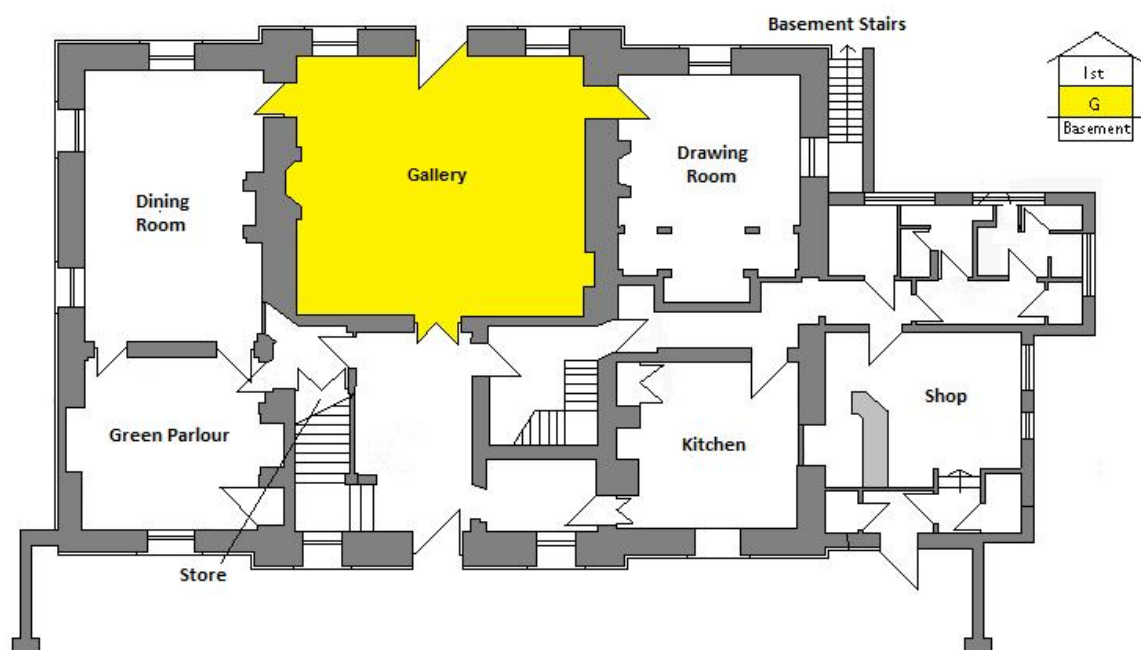 Basement Stairs
1st
G
Basement
Gallery
Drawing
Room
Dining
Room
Green Parlour
Kitchen
Shop
Store